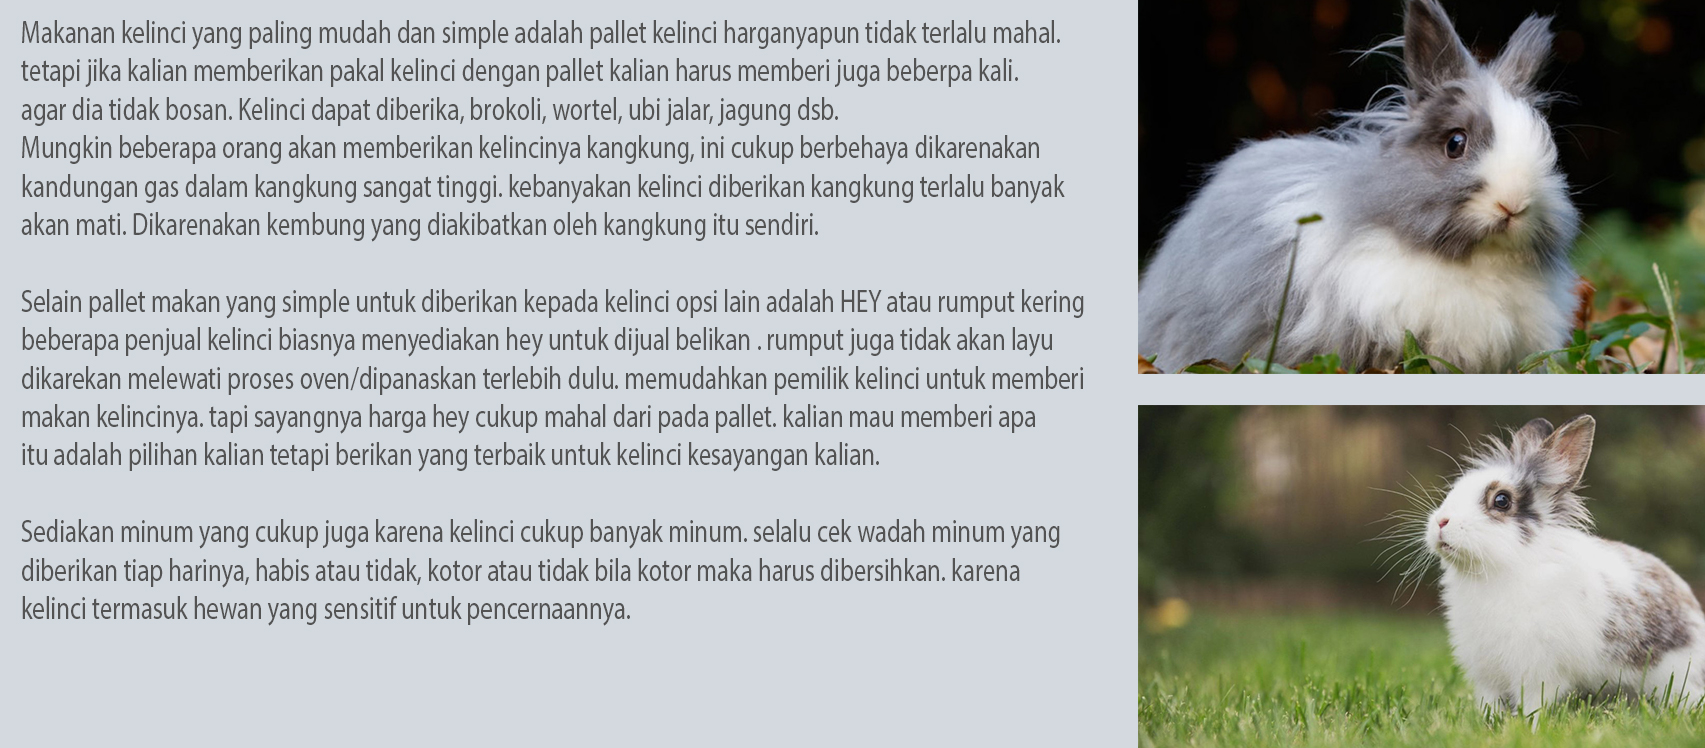 Makanan kelinci yang paling mudah dan simple adalah pallet kelinci harganyapun tidak terlalu mahal.
tetapi jika kalian memberikan pakal kelinci dengan pallet kalian harus memberi juga beberpa kali.
agar dia tidak bosan. Kelinci dapat diberika, brokoli, wortel, ubi jalar, jagung dsb.
Mungkin beberapa orang akan memberikan kelincinya kangkung, ini cukup berbehaya dikarenakan
kandungan gas dalam kangkung sangat tinggi. kebanyakan kelinci diberikan kangkung terlalu banyak
akan mati. Dikarenakan kembung yang diakibatkan oleh kangkung itu sendiri.
Selain pallet makan yang simple untuk diberikan kepada kelinci opsi lain adalah HEY atau rumput kering
beberapa penjual kelinci biasnya menyediakan hey untuk dijual belikan . rumput juga tidak akan layu
dikarekan melewati proses oven/dipanaskan terlebih dulu. memudahkan pemilik kelinci untuk memberi
makan kelincinya. tapi sayangnya harga hey cukup mahal dari pada pallet. kalian mau memberi apa
itu adalah pilihan kalian tetapi berikan yang terbaik untuk kelinci kesayangan kalian.
Sediakan minum yang cukup juga karena kelinci cukup banyak minum. selalu cek wadah minum yang
diberikan tiap harinya, habis atau tidak, kotor atau tidak bila kotor maka harus dibersihkan. karena
kelinci termasuk hewan yang sensitif untuk pencernaannya.